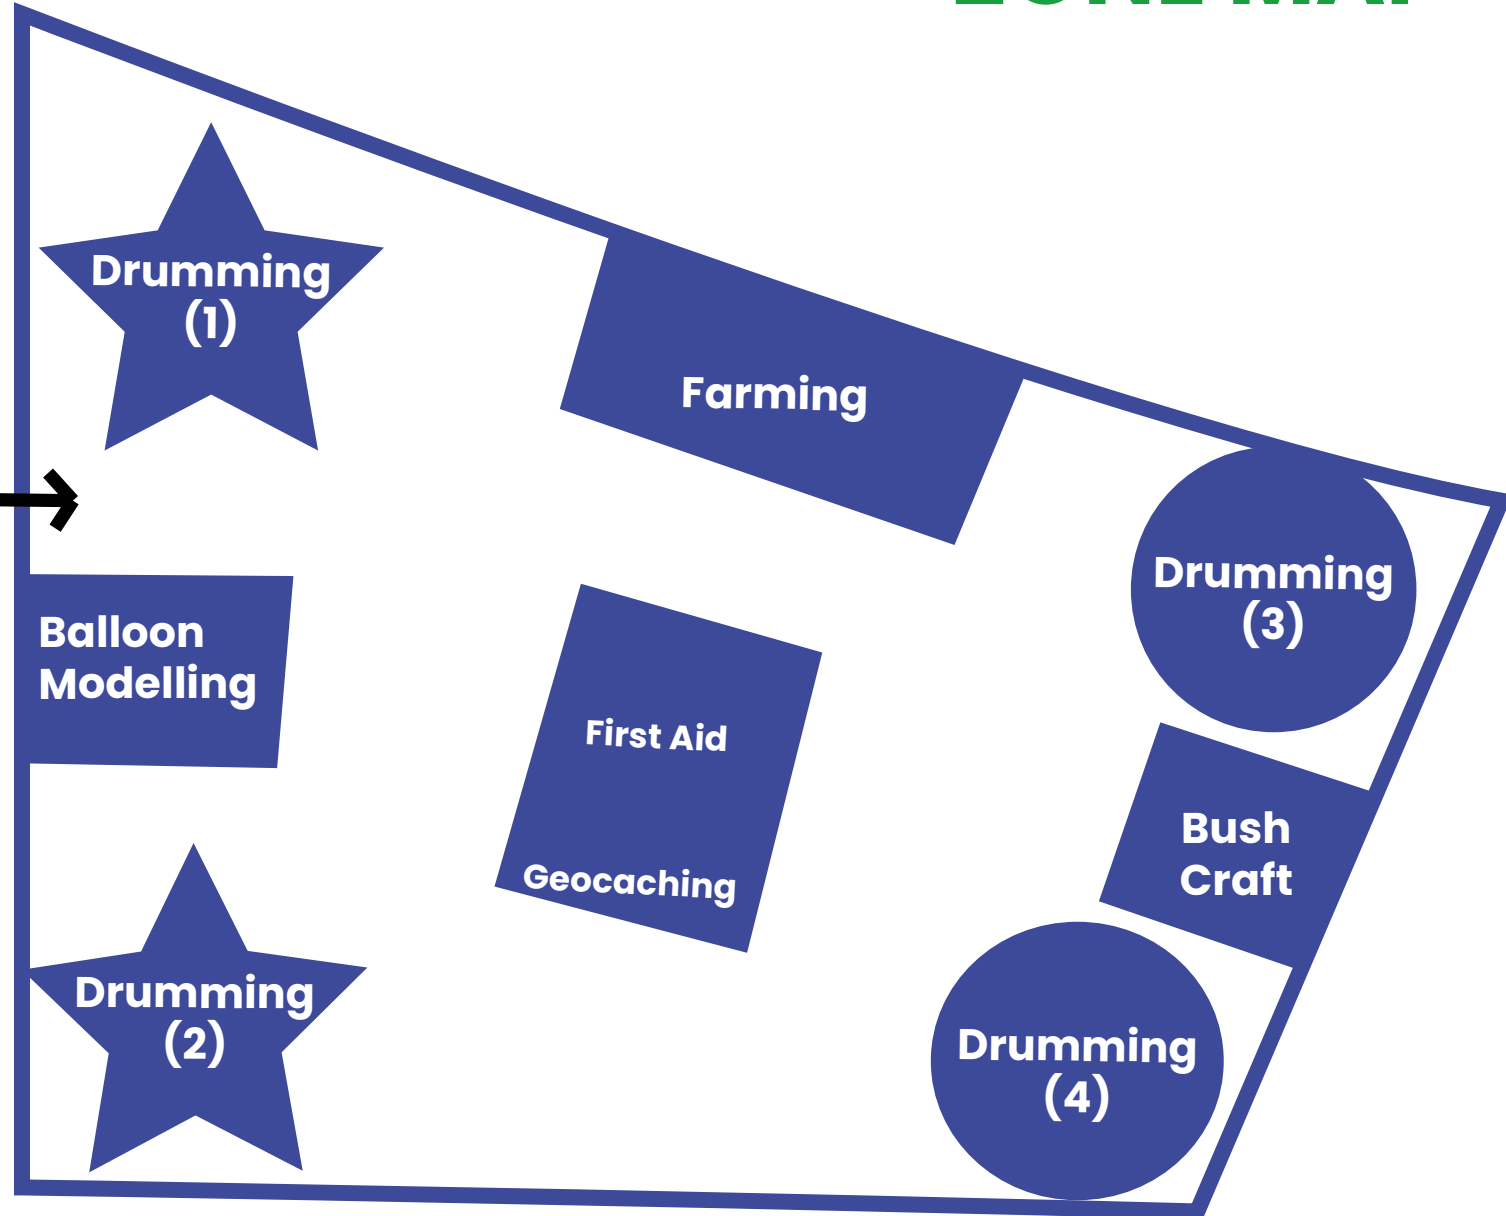 Drumming
(1)
Farming
Drumming
(3)
Balloon
Modelling
First Aid
Geocaching
Bush
Craft
Drumming
(2)
Drumming
(4)